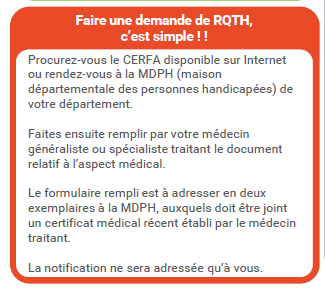 Faire une demande de RQTH,
c'est simple ! !
Procurez-vous le CERFA disponible sur Internet
ou rendez-vous à la MDPH (maison
départementale des personnes handicapées) de
votre département.
Faites ensuite remplir par votre médecin
généraliste ou spécialiste traitant le document
relatif à l'aspect médical.
Le formulaire rempli est à adresser en deux
exemplaires à la MDPH, auxquels doit être joint
un certificat médical récent établi par le médecin
traitant.
La notification ne sera adressée qu'à vous.